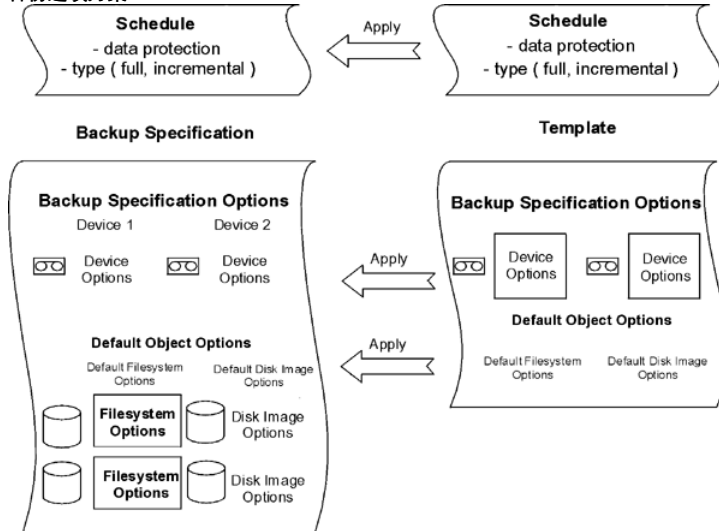 Schedule
- data protection
- type ( full, incremental )
Apply
Schedule
- data protection
- type ( full, incremental )
Backup Specification
Template
Backup Specification Options
Device 1
Device 2
Device
Options
Device
Options
Apply
Backup Specification Options
Device
Options
Device
Options
Default Object Options
Default Filesystem
Options
Default Disk Image
Options
Apply
Default Object Options
Default Filesystem
Options
Default Disk Image
Options
Filesystem
Options
Disk Image
Options
Filesystem
Options
Disk Image
Options